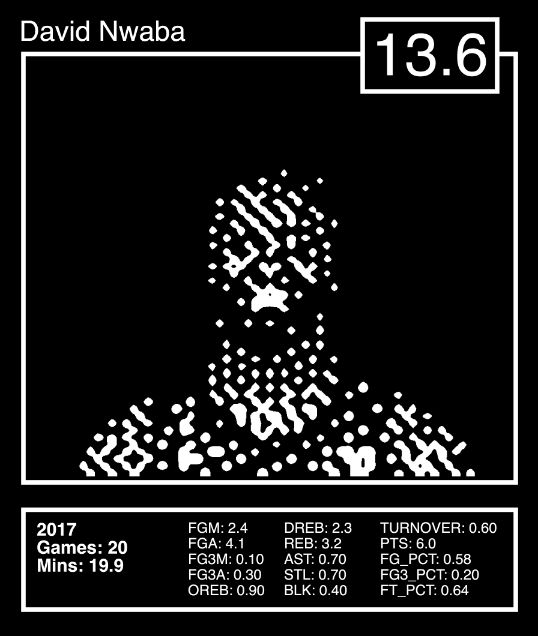 David Nwaba
13.6
2017
Games: 20
Mins: 19.9
FGM: 2.4
FGA: 4.1
FG3M: 0.10
FG3A: 0.30
OREB: 0.90
DREB: 2.3
REB: 3.2
AST: 0.70
STL: 0.70
BLK: 0.40
TURNOVER: 0.60
PTS: 6.0
FG_PCT: 0.58
FG3_PCT: 0.20
FT_PCT: 0.64